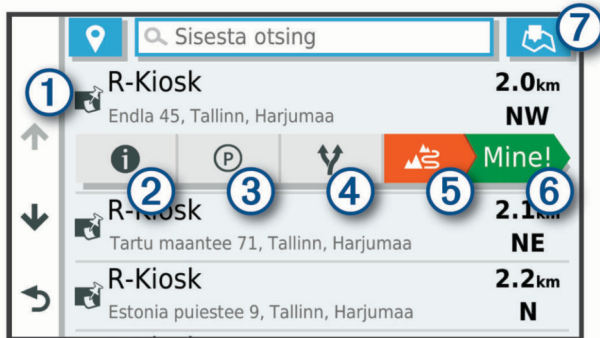 7
Sisesta otsing
1
R-Kiosk 2.0km
Endla 45, Tallinn, Harjumaa NW
i P Mine!
2 3 4 5 6
R-Kiosk 2.1km
Tartu maantee 71, Tallinn, Harjumaa NE
R-Kiosk 2.2km
Estonia puiestee 9, Tallinn, Harjumaa N